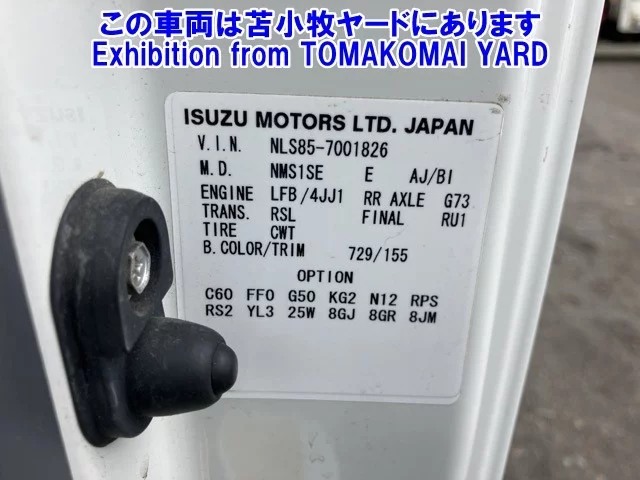 この車両は苫小牧ヤードにあります
Exhibition from TOMAKOMAI YARD
ISUZU MOTORS LTD. JAPAN
V.I.N. NLS85-7001826
M.D. NMS1SE E AJ/BI
ENGINE LFB/4JJ1 RR AXLE G73
TRANS. RSL FINAL RU1
TIRE CWT
B.COLOR/TRIM 729/155
OPTION
C60 FF0 G50 KG2 N12 RPS
RS2 YL3 25W 8GJ 8GR 8JM